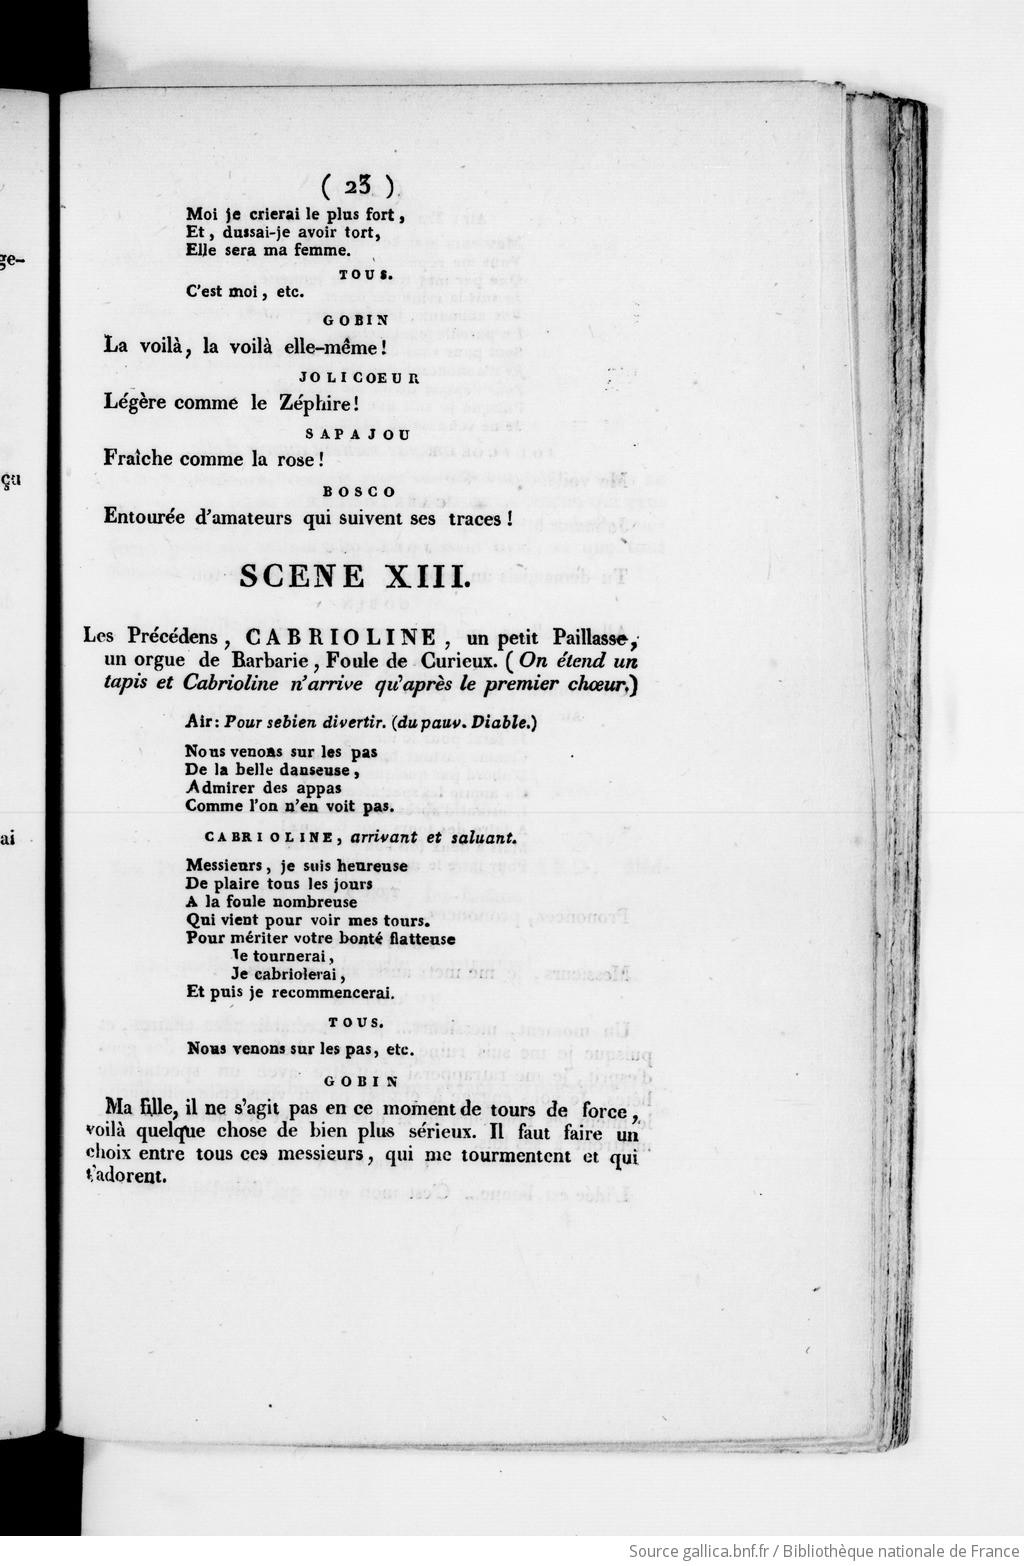 ( 23 )
Moi je crierai le plus fort,
Et, dussai-je avoir tort,
Elle sera ma femme.
TOUS.
C'est moi, etc.
GOBIN
La voilà, la voilà elle-même!
JOLICOEUR
Légère comme le Zéphire!
SAPAJOU
Fraîche comme la rose!
BOSCO
Entourée d'amateurs qui suivent ses traces!
SCENE XIII.
Les Précédens, CABRIOLINE, un petit Paillasse,
un orgue de Barbarie, Foule de Curieux. (On étend un
tapis et Cabrioline n'arrive qu'après le premier chœur.)
Air: Pour sebien divertir. (du pauv. Diable.)
Nous venons sur les pas
De la belle danseuse,
Admirer des appas
Comme l'on n'en voit pas.
CABRIOLINE, arrivant et saluant.
Messieurs, je suis heureuse
De plaire tous les jours
A la foule nombreuse
Qui vient pour voir mes tours.
Pour mériter votre bonté flatteuse
Je tournerai,
Je cabriolerai,
Et puis je recommencerai.
TOUS.
Nous venons sur les pas, etc.
GOBIN
Ma fille, il ne s'agit pas en ce moment de tours de force,
voilà quelque chose de bien plus sérieux. Il faut faire un
choix entre tous ces messieurs, qui me tourmentent et qui
t'adorent.
ge-
çu
ai
Source gallica.bnf.fr / Bibliothèque nationale de France